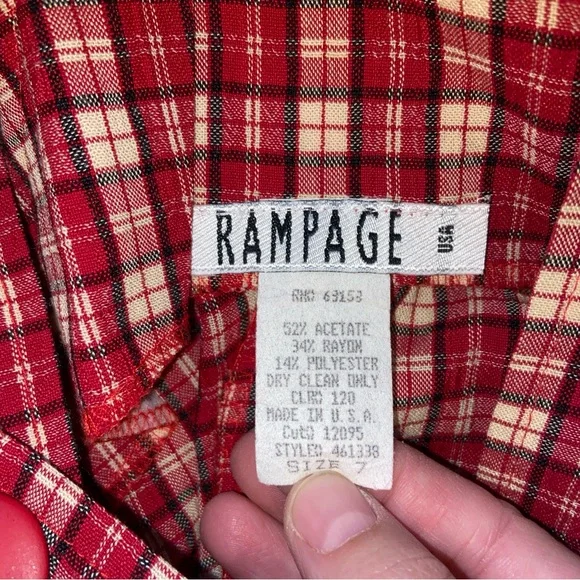 RAMPAGE USA
RN# 63153
52% ACETATE
34% RAYON
14% POLYESTER
DRY CLEAN ONLY
CLR# 120
MADE IN U.S.A.
Cut# 12095
STYLE# 461338
SIZE 7